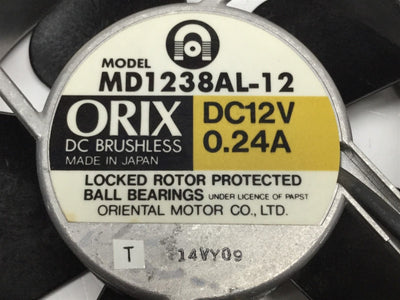 MODEL
MD1238AL-12
ORIX
DC BRUSHLESS
MADE IN JAPAN
DC12V
0.24A
LOCKED ROTOR PROTECTED
BALL BEARINGS UNDER LICENCE OF PAPST
ORIENTAL MOTOR CO., LTD.
T
14VY09